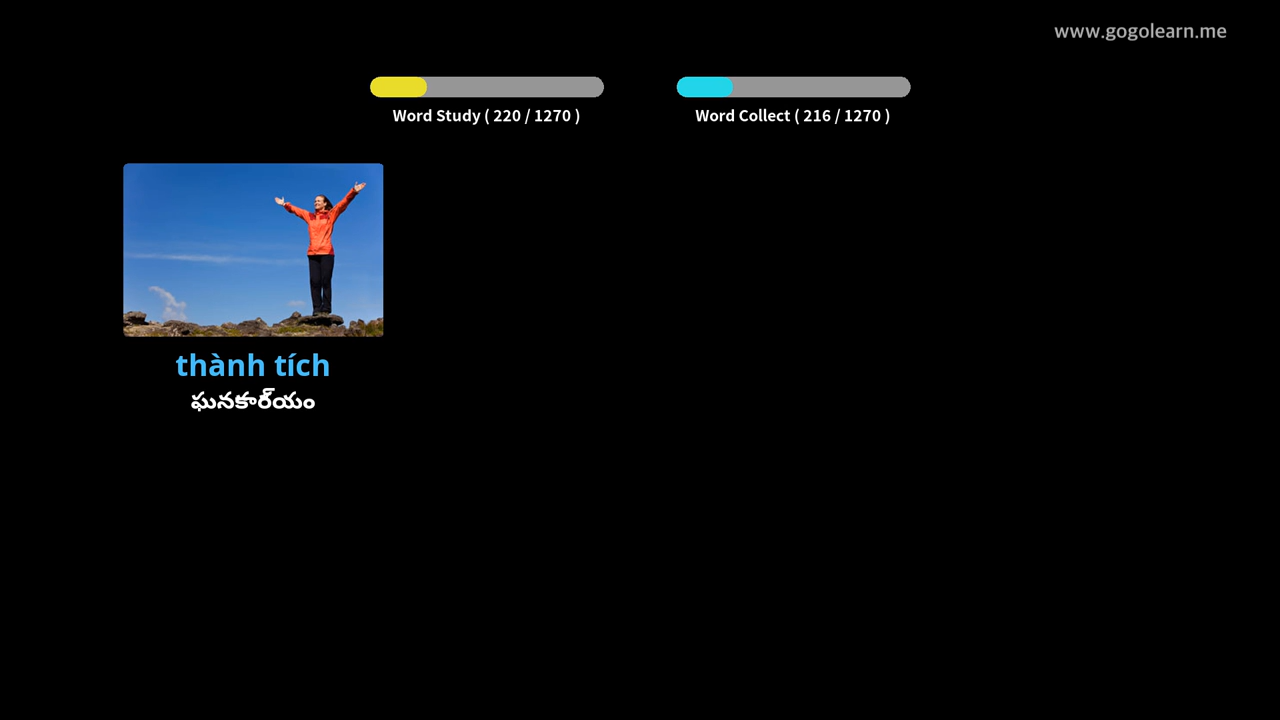 www.gogolearn.me
Word Study ( 220 / 1270 )
Word Collect ( 216 / 1270 )
thành tích
ఘనకార్యం